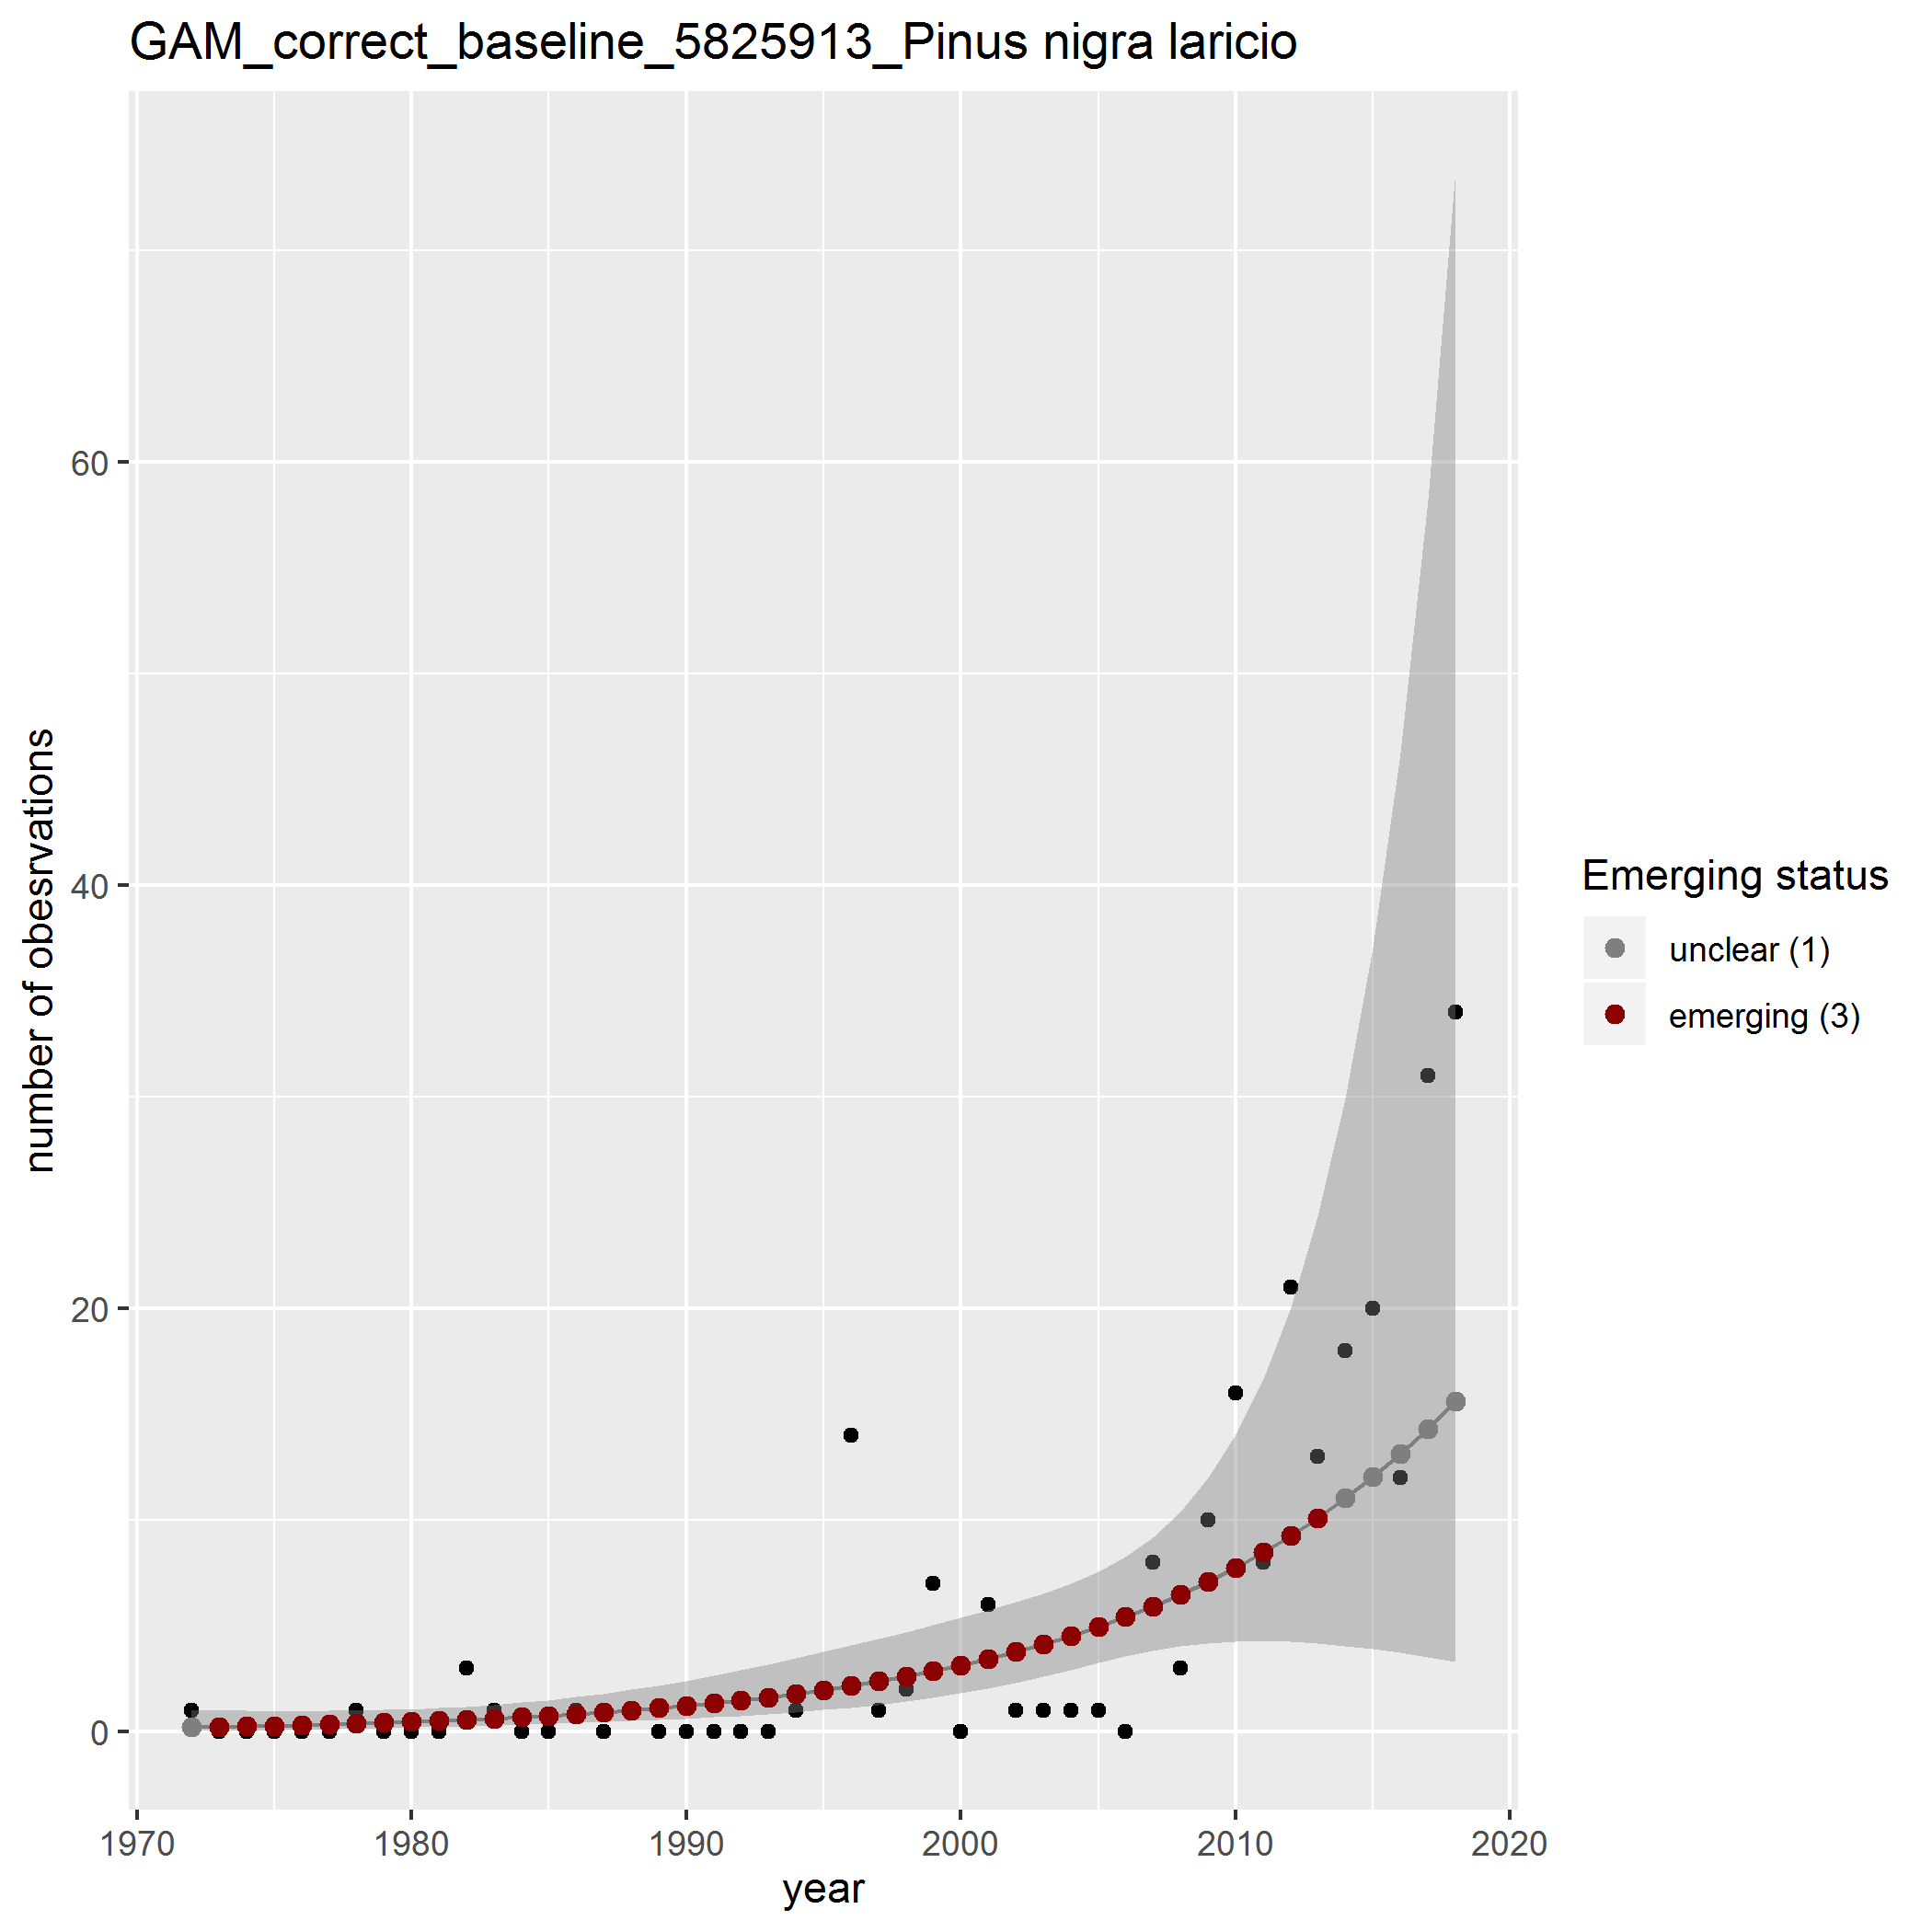 GAM_correct_baseline_5825913_Pinus nigra laricio
number of obesrvations
60
40
20
0
1970
1980
1990
2000
2010
2020
year
Emerging status
unclear (1)
emerging (3)